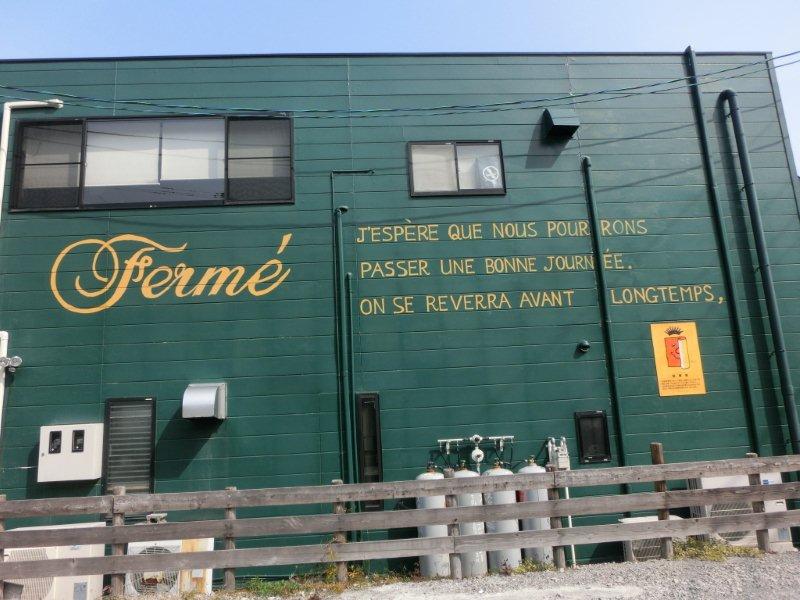 Fermé
J'ESPÈRE QUE NOUS POURRONS
PASSER UNE BONNE JOURNÉE.
ON SE REVERRA AVANT LONGTEMPS,